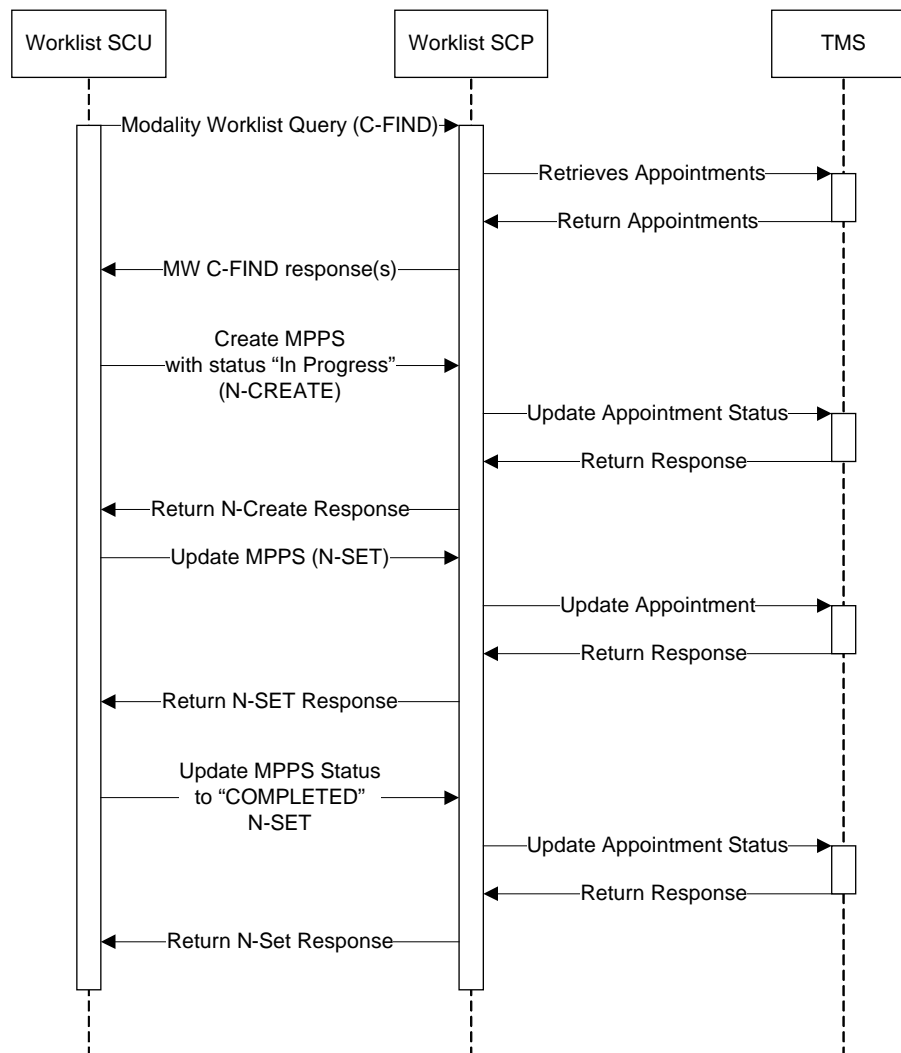 Worklist SCU
Worklist SCP
TMS
Modality Worklist Query (C-FIND)
Retrieves Appointments
Return Appointments
MW C-FIND response(s)
Create MPPS
with status “In Progress”
(N-CREATE)
Update Appointment Status
Return Response
Return N-Create Response
Update MPPS (N-SET)
Update Appointment
Return Response
Return N-SET Response
Update MPPS Status
to “COMPLETED”
N-SET
Update Appointment Status
Return Response
Return N-Set Response